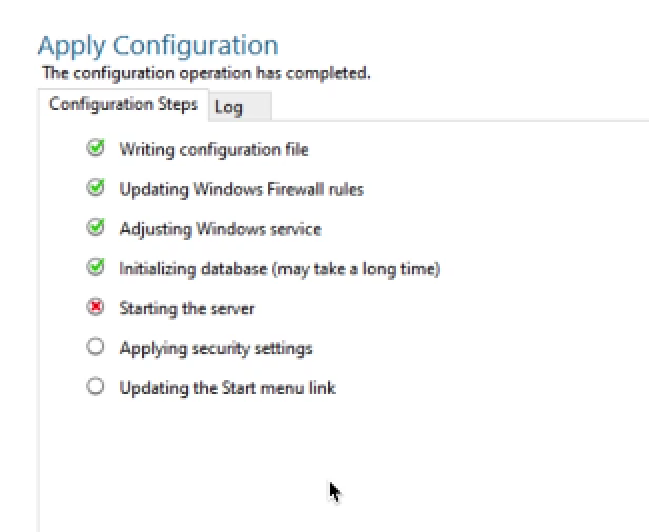 Apply Configuration
The configuration operation has completed.
Configuration Steps
Log
Writing configuration file
Updating Windows Firewall rules
Adjusting Windows service
Initializing database (may take a long time)
Starting the server
Applying security settings
Updating the Start menu link